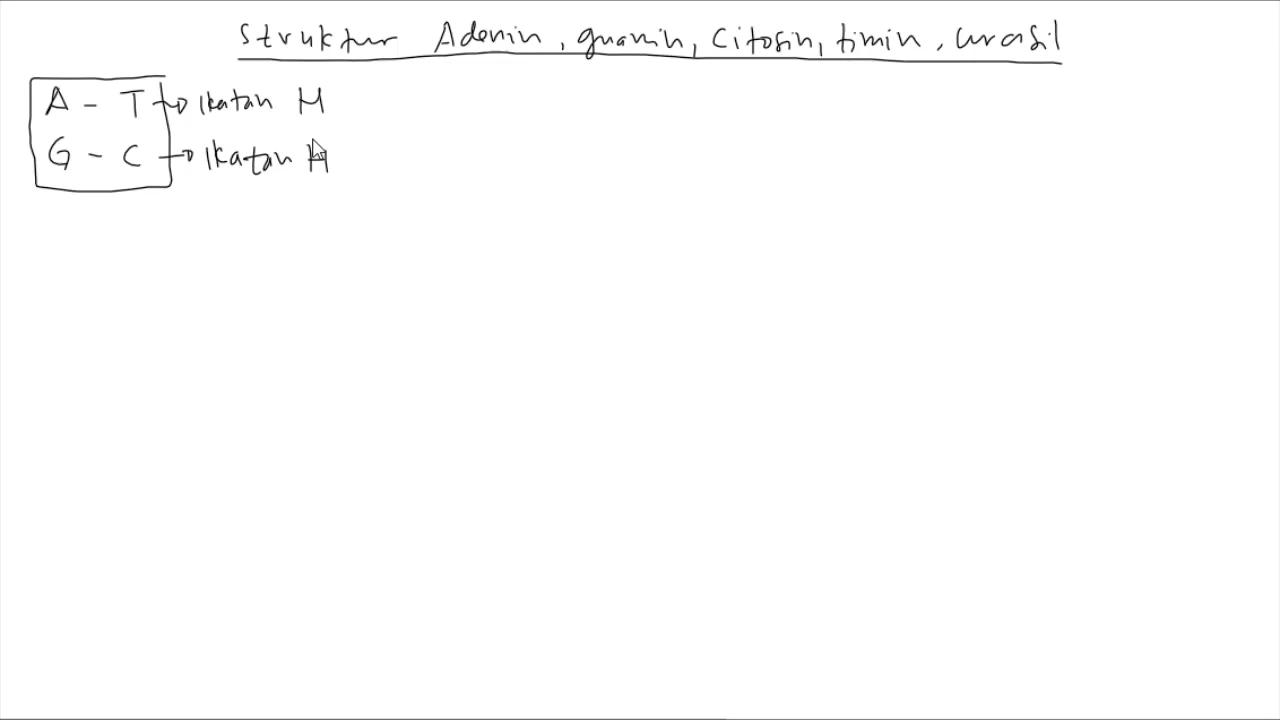 Struktur Adenin, guanin, Citosin, timin, urasil
A - T → Ikatan H
G - C → Ikatan H